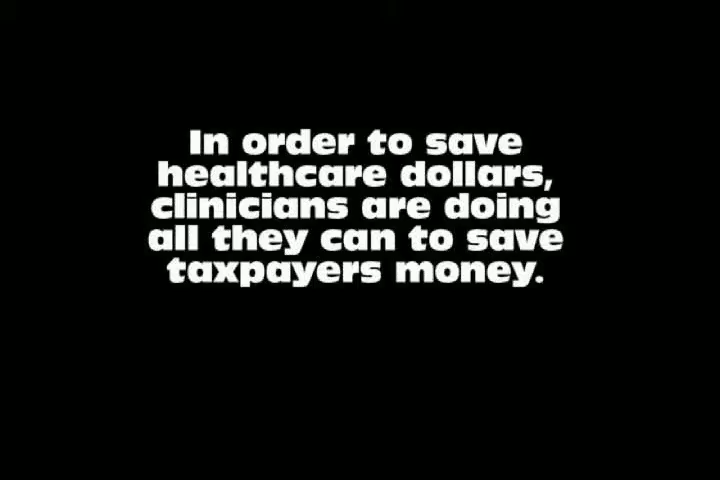 In order to save
healthcare dollars,
clinicians are doing
all they can to save
taxpayers money.